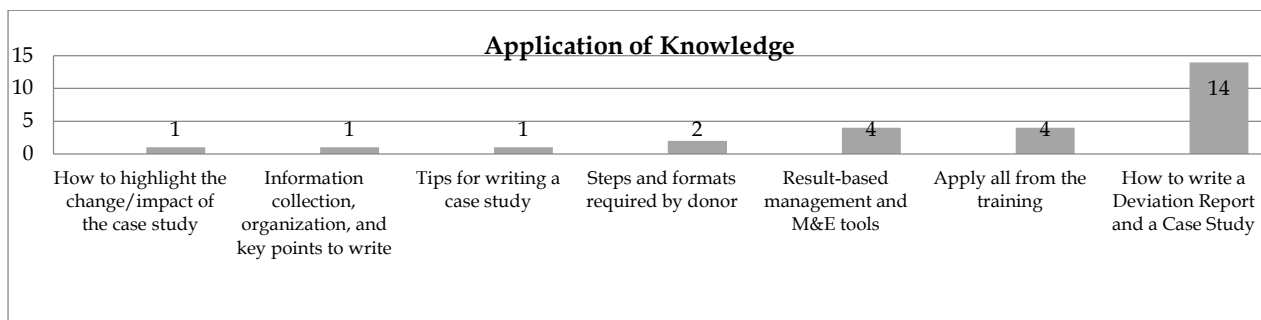 Application of Knowledge
15
10
5
0
1
1
1
2
4
4
14
How to highlight the
change/impact of
the case study
Information
collection,
organization, and
key points to write
Tips for writing a
case study
Steps and formats
required by donor
Result-based
management and
M&E tools
Apply all from the
training
How to write a
Deviation Report
and a Case Study